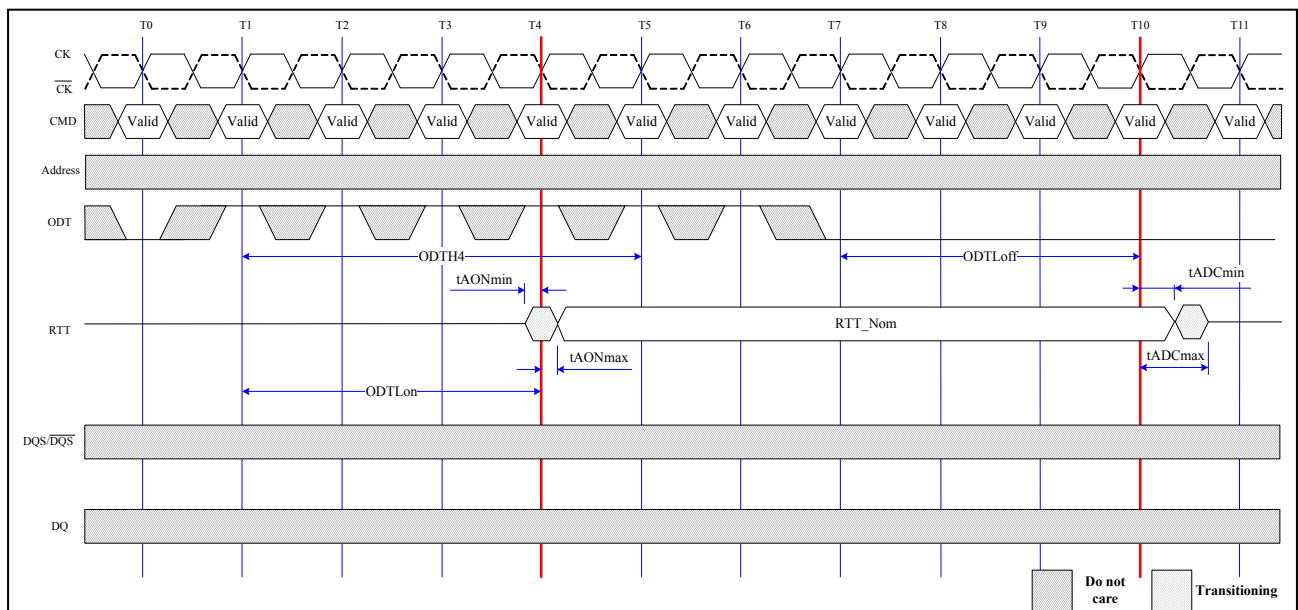 T0 T1 T2 T3 T4 T5 T6 T7 T8 T9 T10 T11
CK
CK
CMD Valid Valid Valid Valid Valid Valid Valid Valid Valid Valid Valid Valid
Address
ODT
ODTH4 ODTLoff
tAONmin tADCmin
RTT RTT_Nom
tAONmax tADCmax
ODTLon
DQS/DQS
DQ
Do not care Transitioning